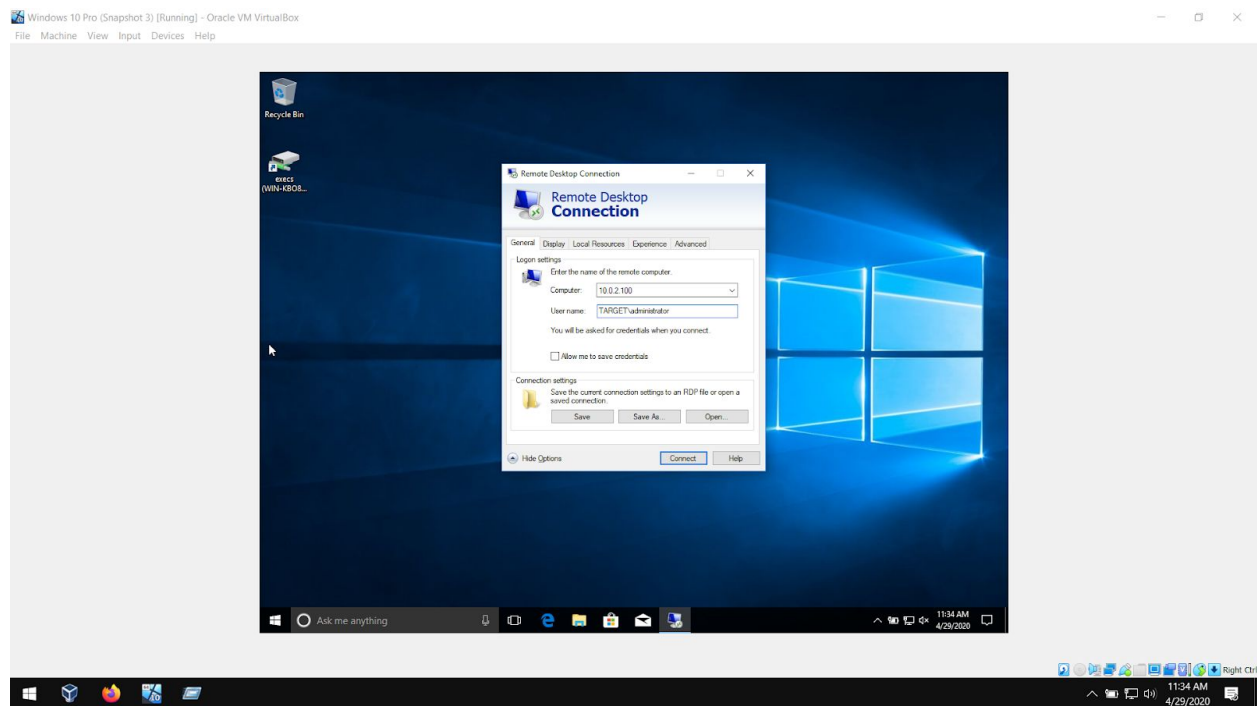 Windows 10 Pro (Snapshot 3) [Running] - Oracle VM VirtualBox
File Machine View Input Devices Help
Recycle Bin
execs
(WIN-KBO8...
Remote Desktop Connection
Remote Desktop
Connection
General Display Local Resources Experience Advanced
Logon settings
Enter the name of the remote computer.
Computer: 10.0.2.100
User name: TARGET\administrator
You will be asked for credentials when you connect.
Allow me to save credentials
Connection settings
Save the current connection settings to an RDP file or open a
saved connection.
Save Save As... Open...
Hide Options Connect Help
Ask me anything
11:34 AM
4/29/2020
Right Ctrl
11:34 AM
4/29/2020